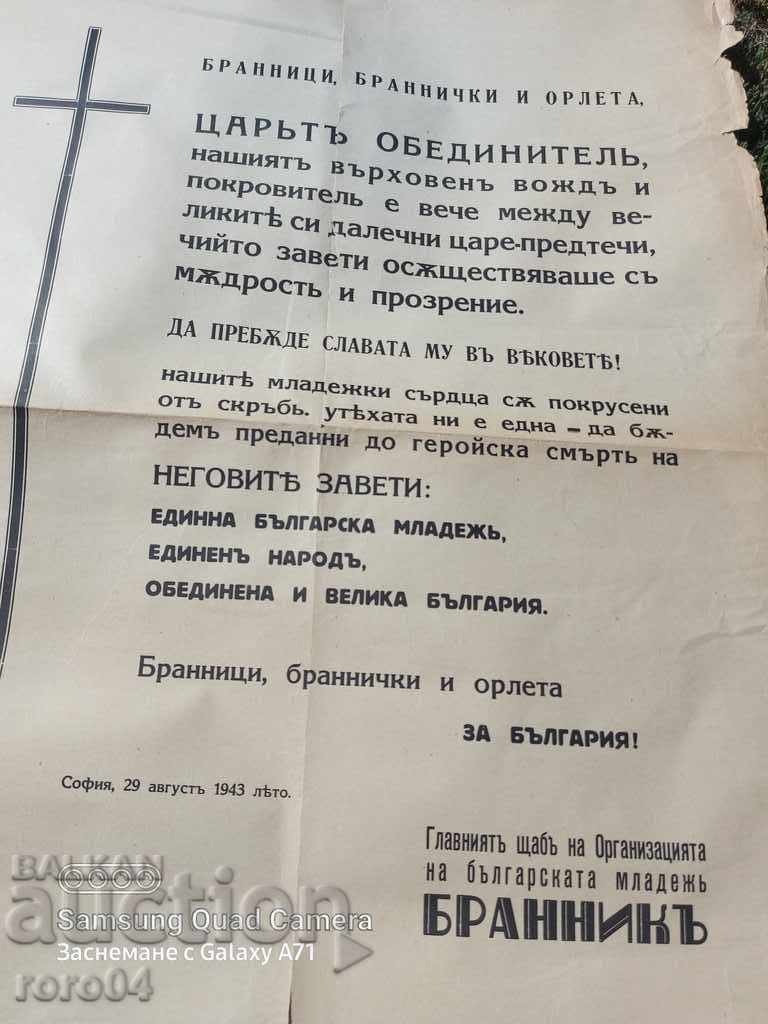 БРАННИЦИ, БРАННИЧКИ И ОРЛЕТА,
ЦАРЬТЪ ОБЕДИНИТЕЛЬ,
нашиятъ върховенъ вождъ и
покровитель е вече между ве-
ликитѣ си далечни царе-предтечи,
чийто завети осѫществяваше съ
мѫдрость и прозрение.
ДА ПРЕБѪДЕ СЛАВАТА МУ ВЪ ВѢКОВЕТѢ!
нашитѣ младежки сърдца сѫ покрусени
отъ скръбь. утѣхата ни е една – да бѫ-
демъ преданни до геройска смърть на
НЕГОВИТѢ ЗАВЕТИ:
ЕДИННА БЪЛГАРСКА МЛАДЕЖЬ,
ЕДИНЕНЪ НАРОДЪ,
ОБЕДИНЕНА И ВЕЛИКА БЪЛГАРИЯ.
Бранници, браннички и орлета
ЗА БЪЛГАРИЯ!
София, 29 августъ 1943 лѣто.
Главниятъ щабъ на Организацията
на българската младежь
БРАННИКЪ
BALKAN
auction
Samsung Quad Camera
Заснемане с Galaxy A71
roro04